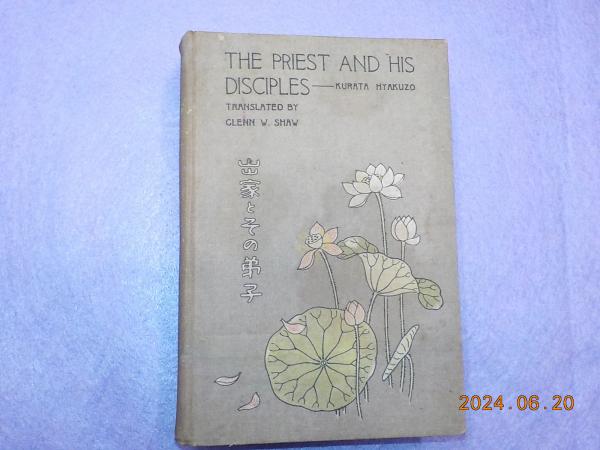 THE PRIEST AND HIS
DISCIPLES—KURATA HYAKUZO
TRANSLATED BY
GLENN W. SHAW
出家とその弟子
2024.06.20